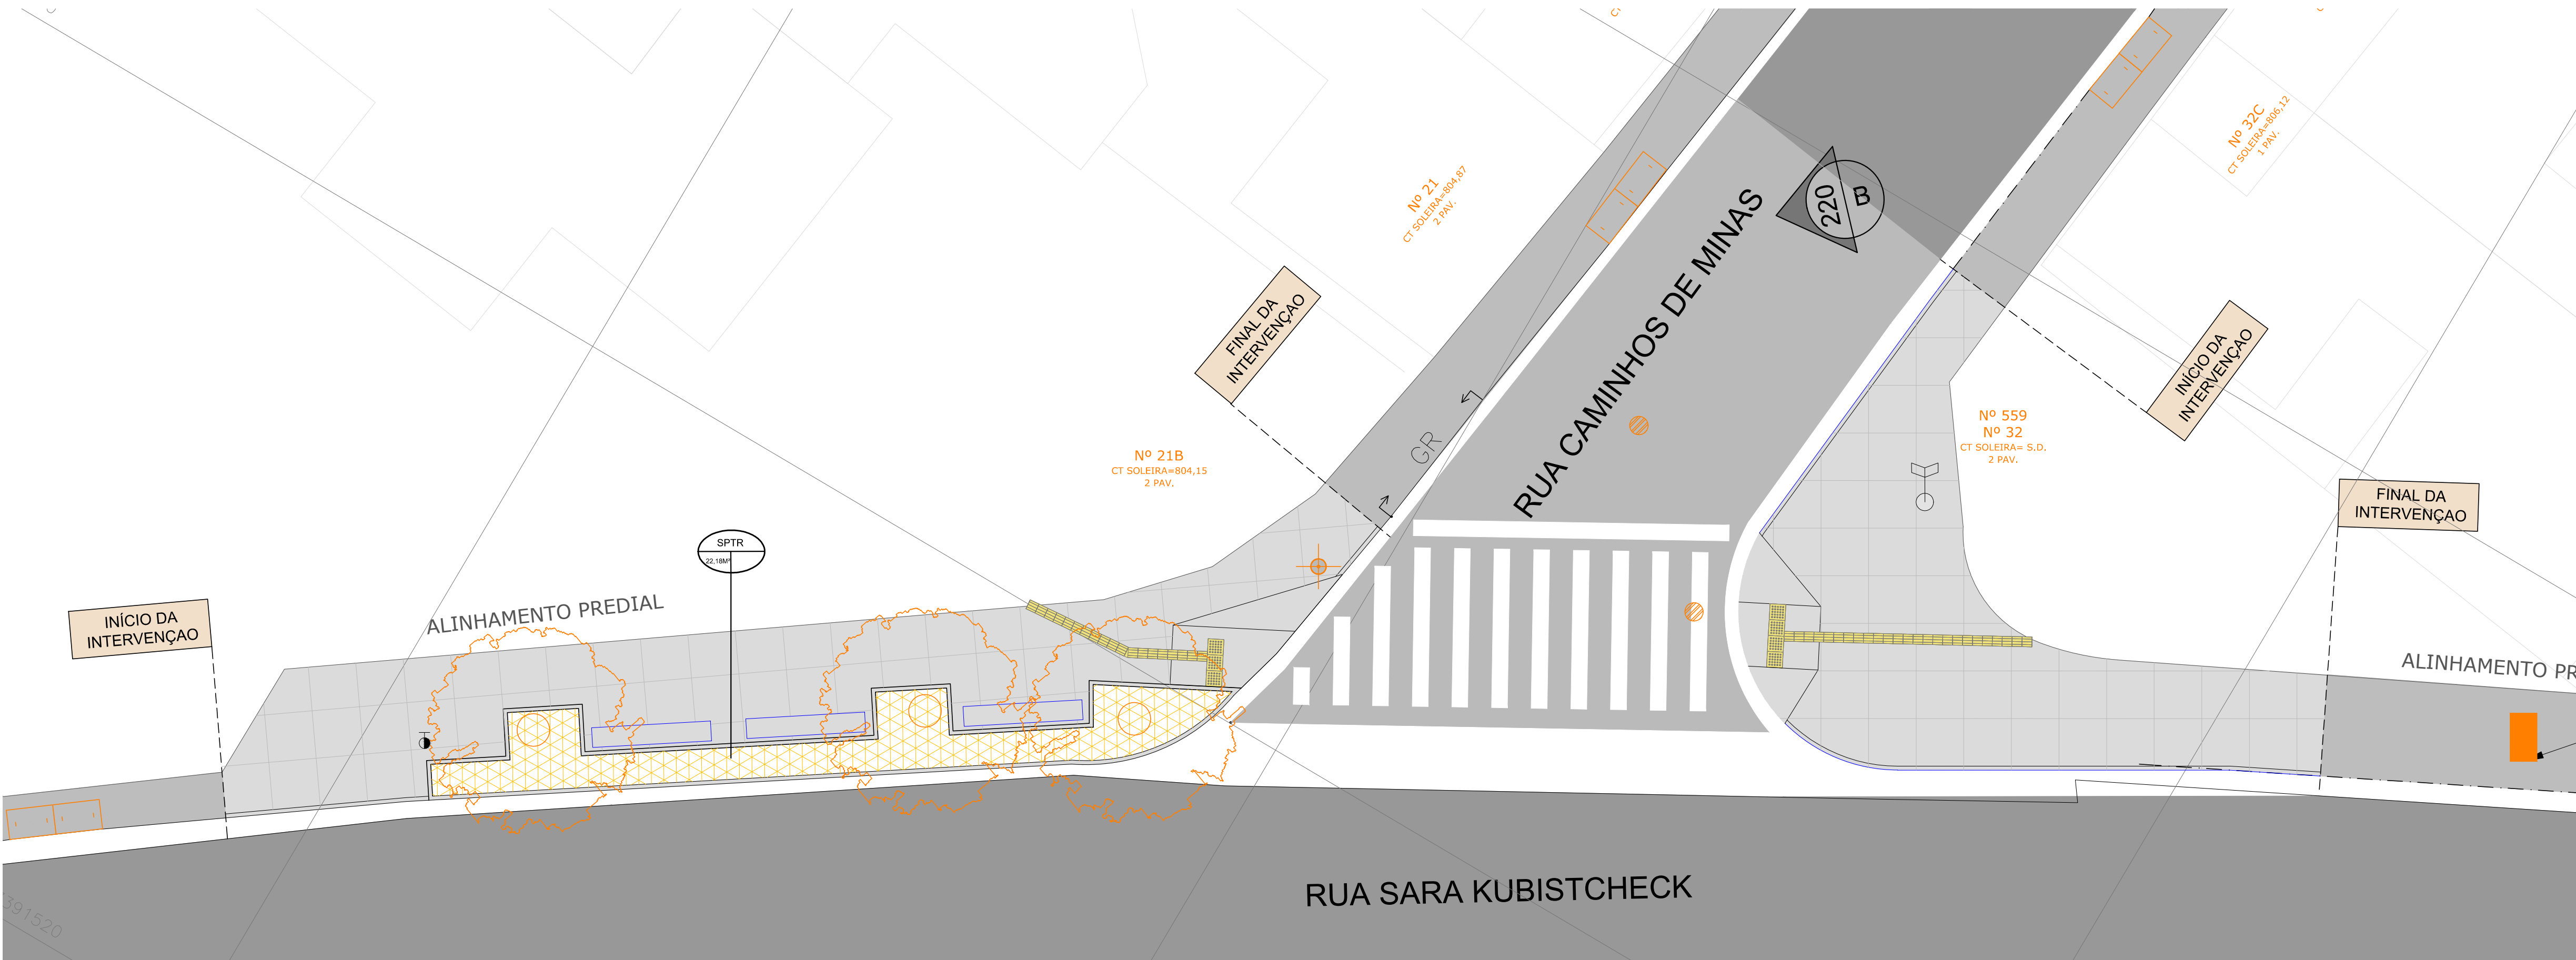 Nº 32C
CT SOLEIRA=806,12
1 PAV.
Nº 21
CT SOLEIRA=804,87
2 PAV.
220
B
RUA CAMINHOS DE MINAS
FINAL DA
INTERVENÇAO
INÍCIO DA
INTERVENÇAO
GR
Nº 21B
CT SOLEIRA=804,15
2 PAV.
Nº 559
Nº 32
CT SOLEIRA= S.D.
2 PAV.
FINAL DA
INTERVENÇAO
SPTR
22,18M²
INÍCIO DA
INTERVENÇAO
ALINHAMENTO PREDIAL
ALINHAMENTO PR
RUA SARA KUBISTCHECK
391520